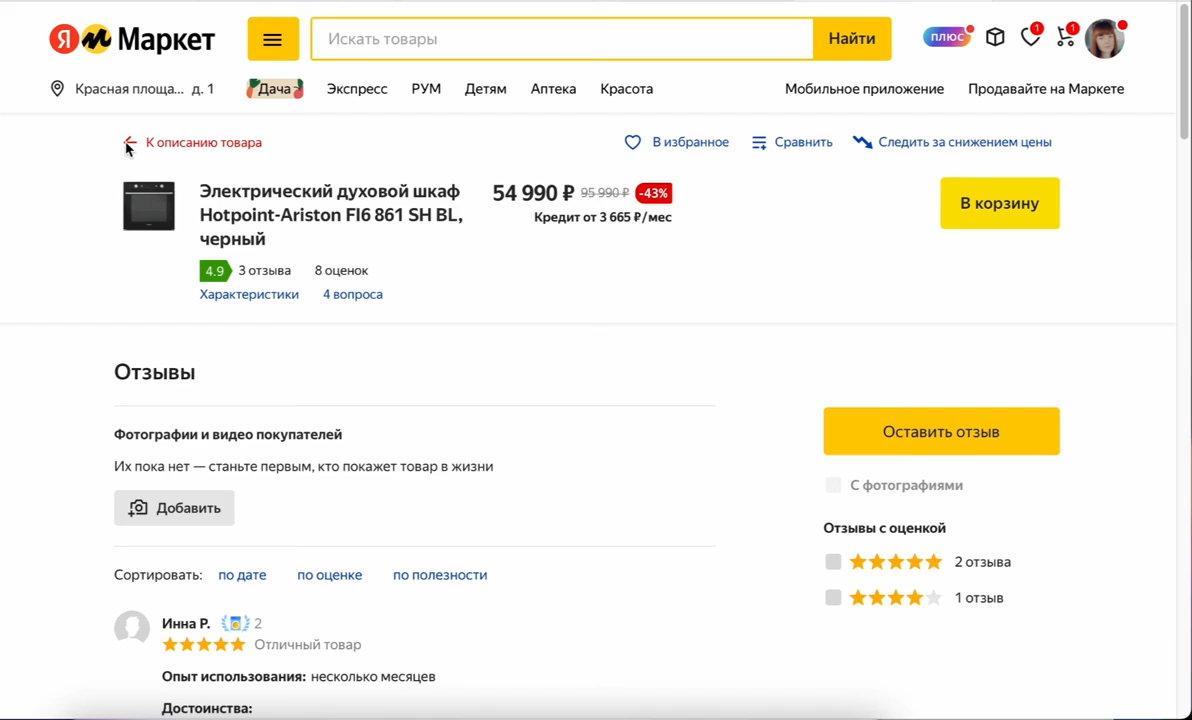 Я Маркет
Искать товары
Найти
плюс
1
1
Красная площа... д. 1
Дача
Экспресс
РУМ
Детям
Аптека
Красота
Мобильное приложение
Продавайте на Маркете
К описанию товара
В избранное
Сравнить
Следить за снижением цены
Электрический духовой шкаф
Hotpoint-Ariston FI6 861 SH BL,
черный
54 990 ₽ 95 990 ₽ -43%
Кредит от 3 665 ₽/мес
В корзину
4.9 3 отзыва 8 оценок
Характеристики 4 вопроса
Отзывы
Фотографии и видео покупателей
Их пока нет — станьте первым, кто покажет товар в жизни
Добавить
Оставить отзыв
С фотографиями
Отзывы с оценкой
2 отзыва
1 отзыв
Сортировать: по дате по оценке по полезности
Инна Р. 2
Отличный товар
Опыт использования: несколько месяцев
Достоинства: